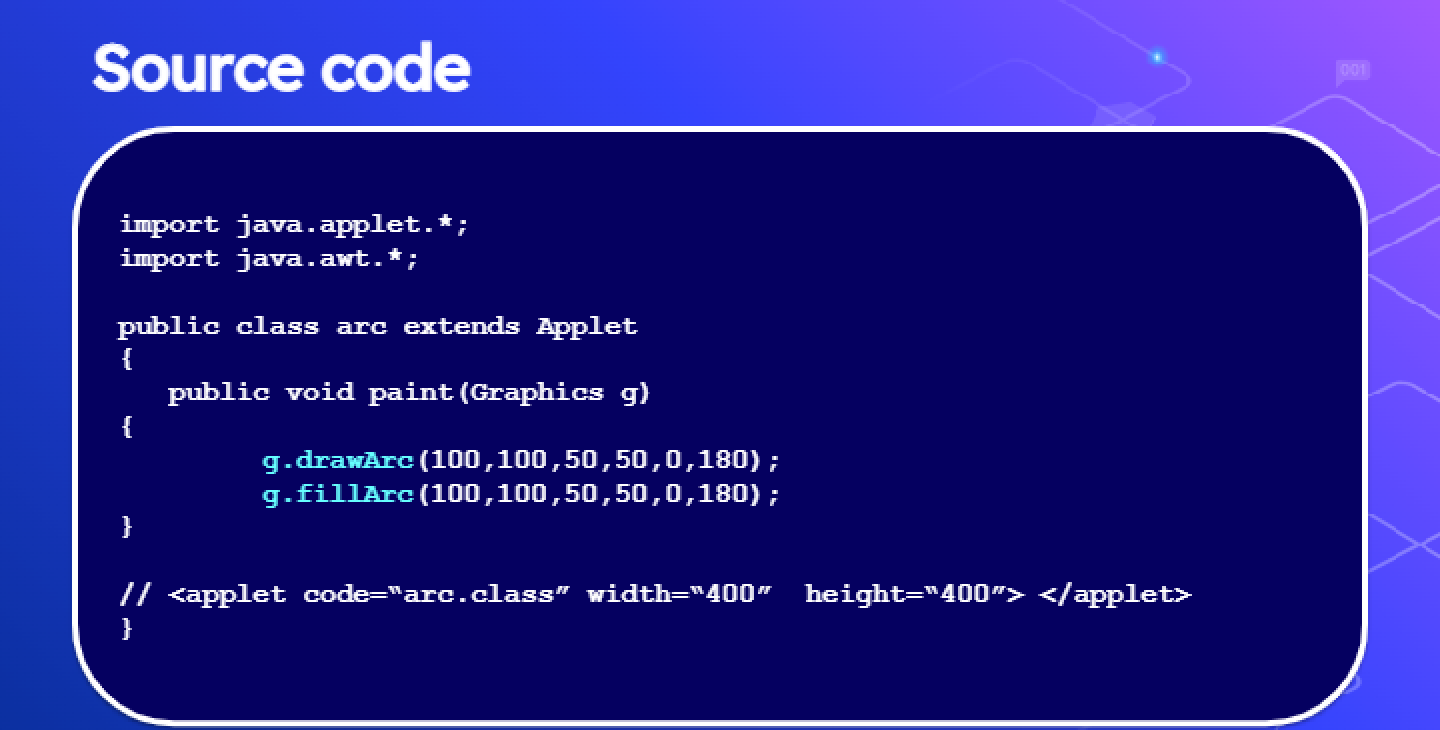 Source code
001
import java.applet.*;
import java.awt.*;
public class arc extends Applet
{
public void paint(Graphics g)
{
g.drawArc(100,100,50,50,0,180);
g.fillArc(100,100,50,50,0,180);
}
// <applet code=“arc.class” width=“400”  height=“400”> </applet>
}